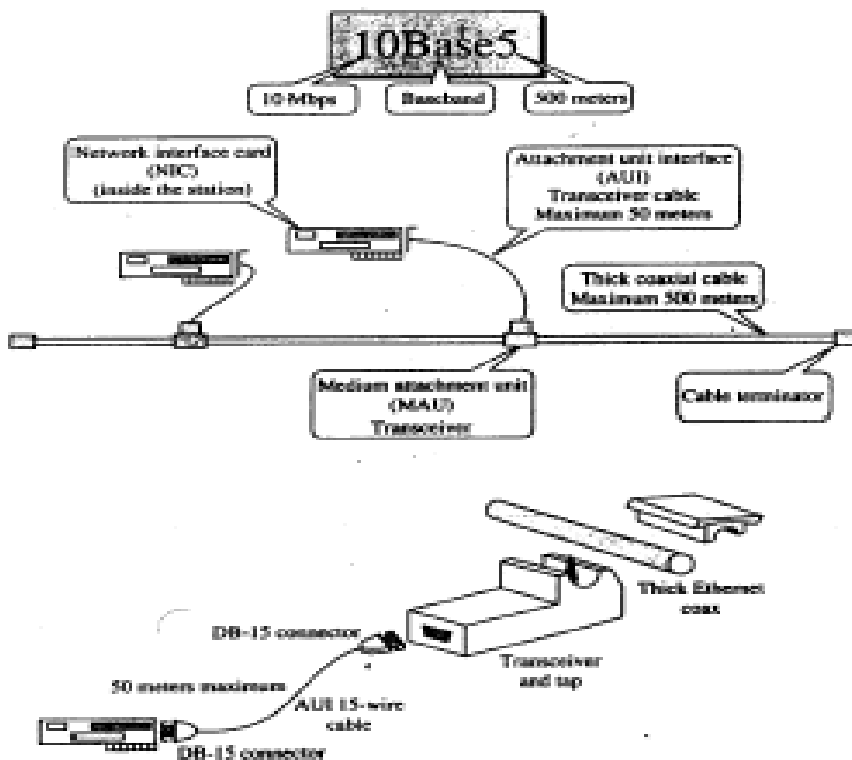 10Base5
10 Mbps
Baseband
500 meters
Network interface card
(NIC)
(inside the station)
Attachment unit interface
(AUI)
Transceiver cable
Maximum 50 meters
Thick coaxial cable
Maximum 500 meters
Medium attachment unit
(MAU)
Transceiver
Cable terminator
Thick Ethernet
coax
DB-15 connector
Transceiver
and tap
50 meters maximum
AUI 15-wire
cable
DB-15 connector